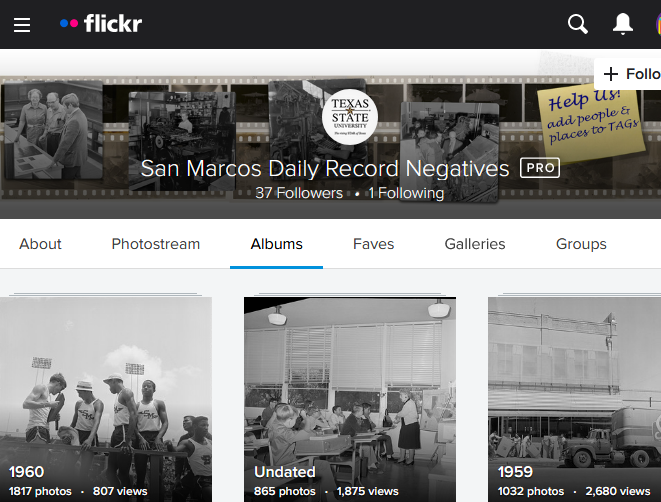 flickr
+ Follo
Help Us!
add people &
places to TAGs
TEXAS
STATE
UNIVERSITY
San Marcos Daily Record Negatives PRO
37 Followers • 1 Following
About Photostream Albums Faves Galleries Groups
1960
1817 photos · 807 views
Undated
865 photos · 1,875 views
1959
1032 photos · 2,680 views